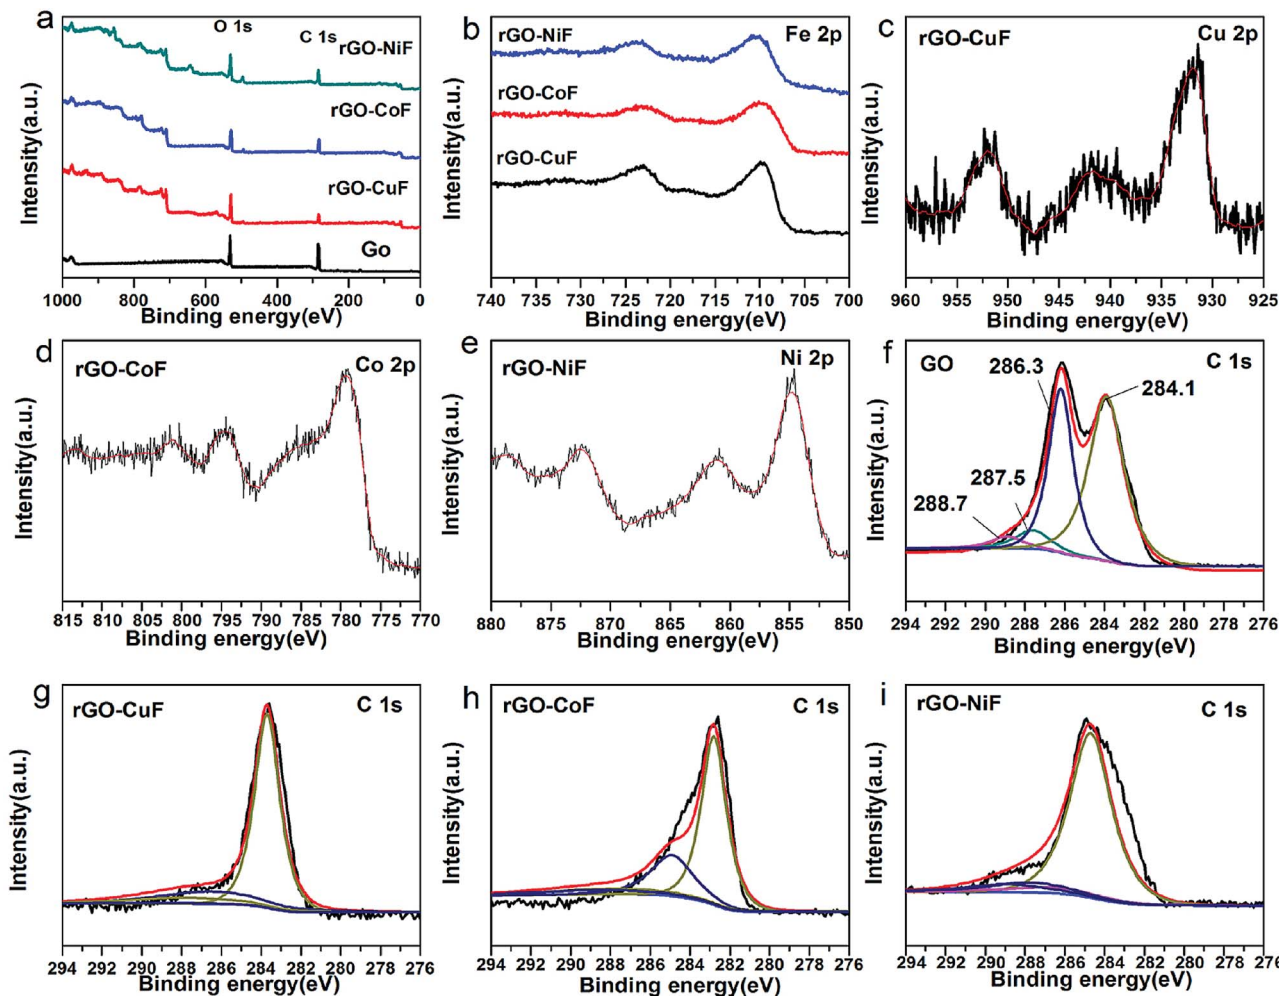 a
O 1s
C 1s
rGO-NiF
rGO-CoF
rGO-CuF
Go
Intensity(a.u.)
1000 800 600 400 200 0
Binding energy(eV)
b
rGO-NiF
Fe 2p
rGO-CoF
rGO-CuF
Intensity(a.u.)
740 735 730 725 720 715 710 705 700
Binding energy(eV)
c
rGO-CuF
Cu 2p
Intensity(a.u.)
960 955 950 945 940 935 930 925
Binding energy(eV)
d
rGO-CoF
Co 2p
Intensity(a.u.)
815 810 805 800 795 790 785 780 775 770
Binding energy(eV)
e
rGO-NiF
Ni 2p
Intensity(a.u.)
880 875 870 865 860 855 850
Binding energy(eV)
f
GO
C 1s
286.3
284.1
287.5
288.7
Intensity(a.u.)
294 292 290 288 286 284 282 280 278 276
Binding energy(eV)
g
rGO-CuF
C 1s
Intensity(a.u.)
294 292 290 288 286 284 282 280 278 276
Binding energy(eV)
h
rGO-CoF
C 1s
Intensity(a.u.)
294 292 290 288 286 284 282 280 278 276
Binding energy(eV)
i
rGO-NiF
C 1s
Intensity(a.u.)
294 292 290 288 286 284 282 280 278 276
Binding energy(eV)